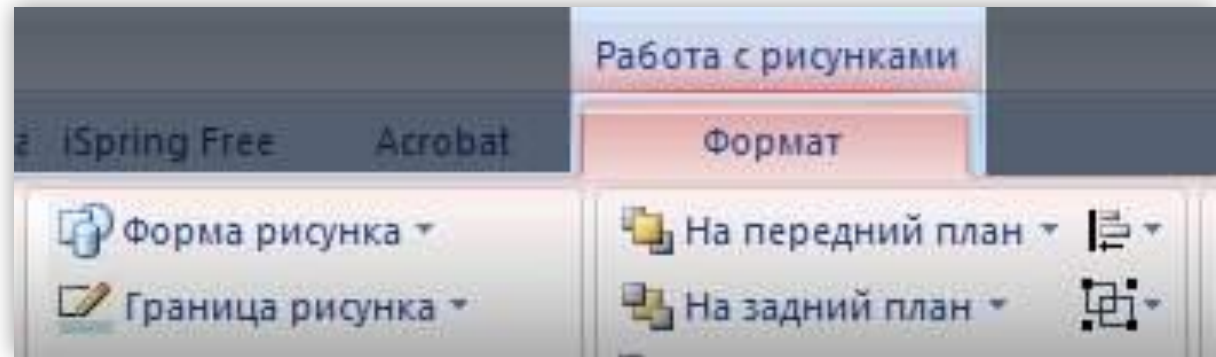 Работа с рисунками
а iSpring Free Acrobat Формат
Форма рисунка На передний план
Граница рисунка На задний план